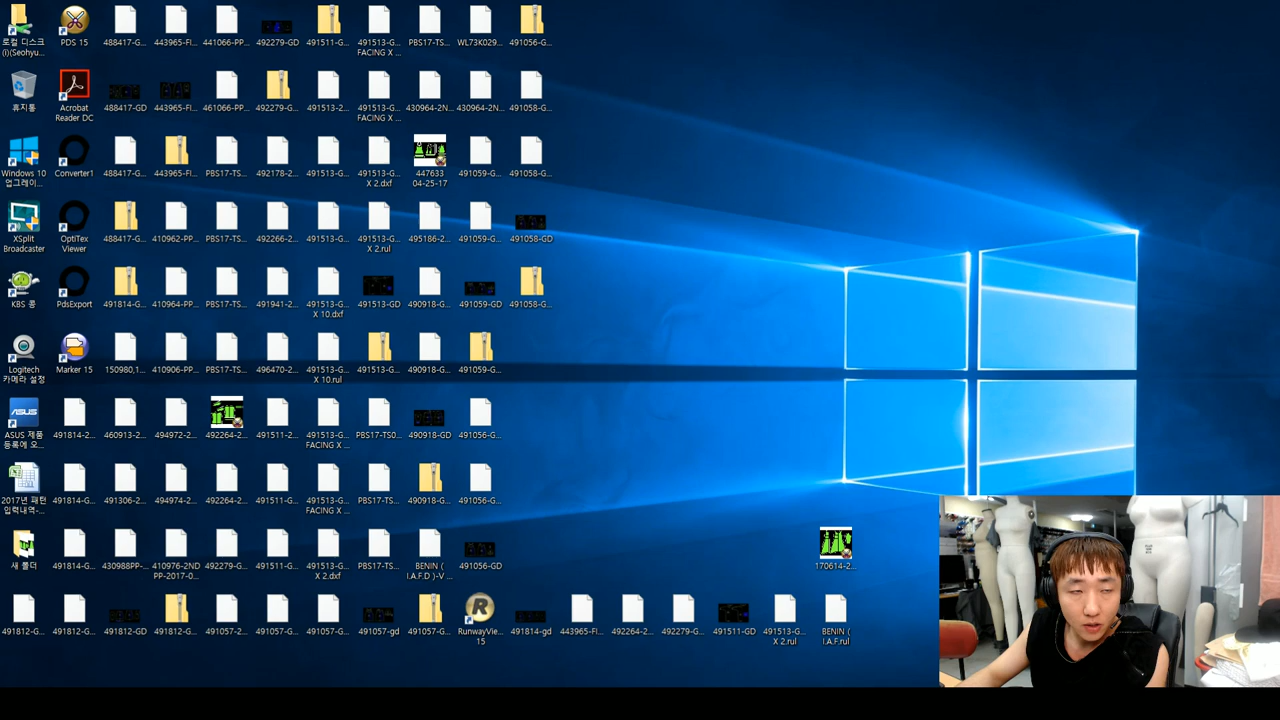 로컬 디스크
(I)(Seohyu...
PDS 15
488417-G...
443965-FI...
441066-PP...
492279-GD
491511-G...
491513-G...
FACING X ...
PBS17-TS...
WL73K029...
491056-G...
휴지통
Acrobat
Reader DC
488417-GD
443965-FI...
461066-PP...
492279-G...
491513-2...
491513-G...
FACING X ...
430964-2N...
430964-2N...
491058-G...
Windows 10
업그레이...
Converter1
488417-G...
443965-FI...
PBS17-TS...
492178-2...
491513-G...
491513-G...
X 2.dxf
447633
04-25-17
491059-G...
491058-G...
XSplit
Broadcaster
OptiTex
Viewer
488417-G...
410962-PP...
PBS17-TS...
492266-2...
491513-G...
491513-G...
X 2.rul
495186-2...
491059-G...
491058-GD
KBS 콩
PdsExport
491814-G...
410964-PP...
PBS17-TS...
491941-2...
491513-G...
X 10.dxf
491513-GD
490918-G...
491059-GD
491058-G...
Logitech
카메라 설정
Marker 15
150980,1...
410906-PP...
PBS17-TS...
496470-2...
491513-G...
X 10.rul
491513-G...
490918-G...
491059-G...
ASUS 제품
등록에 오...
491814-2...
460913-2...
494972-2...
492264-2...
491511-2...
491513-G...
FACING X ...
PBS17-TS0...
490918-GD
491056-G...
2017년 패턴
입력내역-...
491814-G...
491306-2...
494974-2...
492264-2...
491511-G...
491513-G...
FACING X ...
PBS17-TS...
490918-G...
491056-G...
새 폴더
491814-G...
430988PP-...
410976-2ND
PP-2017-0...
492279-G...
491511-G...
491513-G...
X 2.dxf
PBS17-TS...
BENIN (
I.A.F.D )-V ...
491056-GD
170614-2...
491812-G...
491812-G...
491812-GD
491812-G...
491057-2...
491057-G...
491057-G...
491057-gd
491057-G...
RunwayVie...
15
491814-gd
443965-FI...
492264-2...
492279-G...
491511-GD
491513-G...
X 2.rul
BENIN (
I.A.F.rul